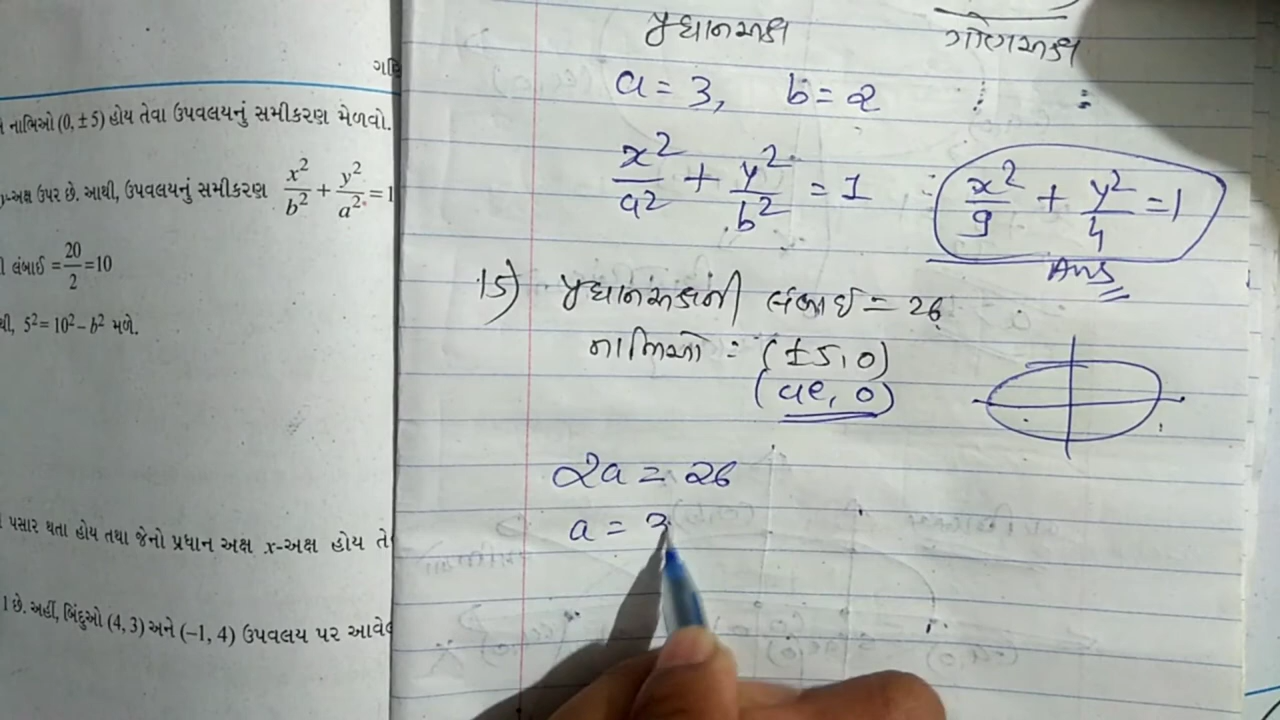 ગણિ
નાભિઓ (0, ± 5) હોય તેવા ઉપવલયનું સમીકરણ મેળવો.
y-અક્ષ ઉપર છે. આથી, ઉપવલયનું સમીકરણ x²/b² + y²/a² = 1
લંબાઈ = 20/2 = 10
થી, 5² = 10² – b² મળે.
પસાર થતા હોય તથા જેનો પ્રધાન અક્ષ x-અક્ષ હોય તે
1 છે. અહીં, બિંદુઓ (4, 3) અને (–1, 4) ઉપવલય પર આવે
પ્રધાનઅક્ષ ગૌણઅક્ષ
a = 3, b = 2
x²/a² + y²/b² = 1 x²/9 + y²/4 = 1
Ans
15) પ્રધાનઅક્ષની લંબાઈ = 26
નાભિઓ : (±5, 0)
(ae, 0)
2a = 26
a =